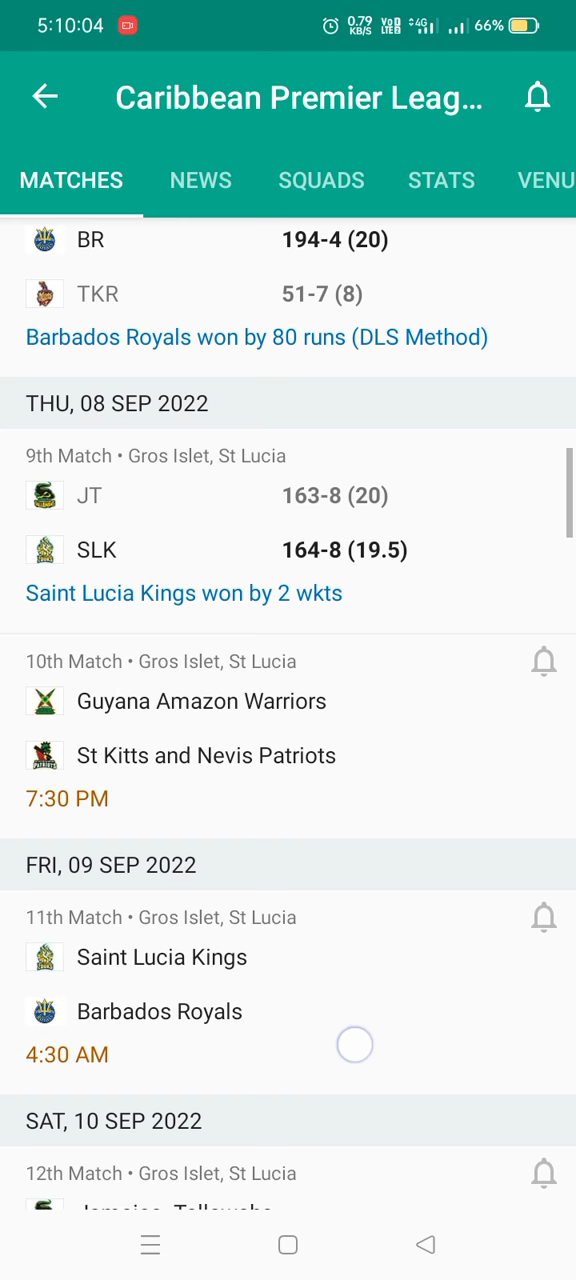 5:10:04 0.79 KB/S Vo LTE 4G 66%
Caribbean Premier Leag...
MATCHES NEWS SQUADS STATS VENU
BR 194-4 (20)
TKR 51-7 (8)
Barbados Royals won by 80 runs (DLS Method)
THU, 08 SEP 2022
9th Match • Gros Islet, St Lucia
JT 163-8 (20)
SLK 164-8 (19.5)
Saint Lucia Kings won by 2 wkts
10th Match • Gros Islet, St Lucia
Guyana Amazon Warriors
St Kitts and Nevis Patriots
7:30 PM
FRI, 09 SEP 2022
11th Match • Gros Islet, St Lucia
Saint Lucia Kings
Barbados Royals
4:30 AM
SAT, 10 SEP 2022
12th Match • Gros Islet, St Lucia